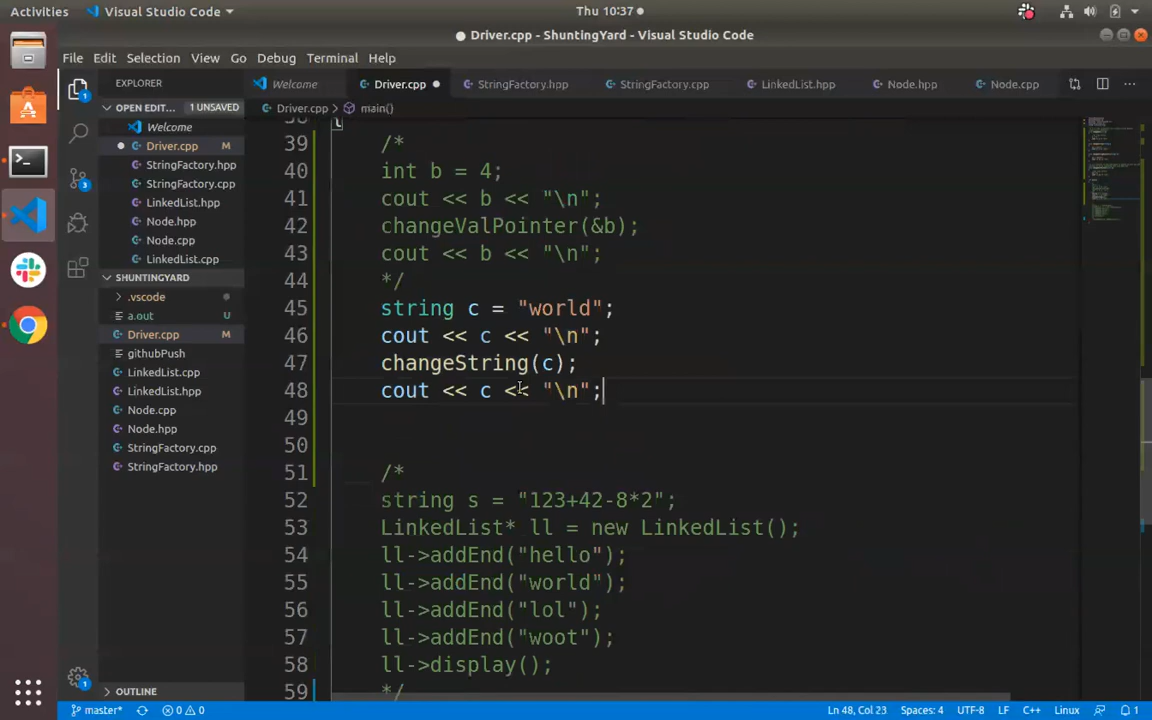 Activities Visual Studio Code Thu 10:37
Driver.cpp - ShuntingYard - Visual Studio Code
File Edit Selection View Go Debug Terminal Help
EXPLORER Welcome Driver.cpp StringFactory.hpp StringFactory.cpp LinkedList.hpp Node.hpp Node.cpp
OPEN EDIT... 1 UNSAVED Driver.cpp > main()
Welcome
Driver.cpp M
StringFactory.hpp
StringFactory.cpp
LinkedList.hpp
Node.hpp
Node.cpp
LinkedList.cpp
SHUNTINGYARD
.vscode
a.out U
Driver.cpp M
githubPush
LinkedList.cpp
LinkedList.hpp
Node.cpp
Node.hpp
StringFactory.cpp
StringFactory.hpp
OUTLINE
38 {
39 /*
40 int b = 4;
41 cout << b << "\n";
42 changeValPointer(&b);
43 cout << b << "\n";
44 */
45 string c = "world";
46 cout << c << "\n";
47 changeString(c);
48 cout << c << "\n";
49
50
51 /*
52 string s = "123+42-8*2";
53 LinkedList* ll = new LinkedList();
54 ll->addEnd("hello");
55 ll->addEnd("world");
56 ll->addEnd("lol");
57 ll->addEnd("woot");
58 ll->display();
59 */
1
3
1
master* 0 0 Ln 48, Col 23 Spaces: 4 UTF-8 LF C++ Linux 1